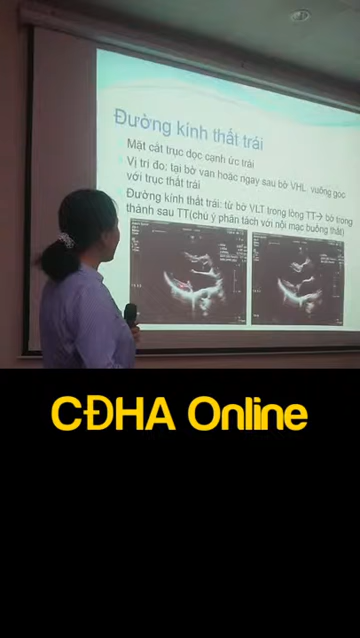 Đường kính thất trái
Mặt cắt trục dọc cạnh ức trái
Vị trí đo: tại bờ van hoặc ngay sau bờ VHL vuông góc
với trục thất trái
Đường kính thất trái: từ bờ VLT trong lòng TT→ bờ trong
thành sau TT(chú ý phân tách với nội mạc buồng thất)
CĐHA Online